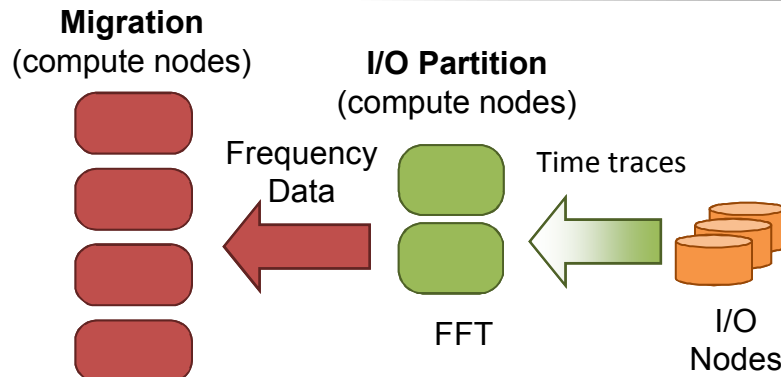 Migration
(compute nodes)
I/O Partition
(compute nodes)
Frequency
Data
Time traces
FFT
I/O
Nodes